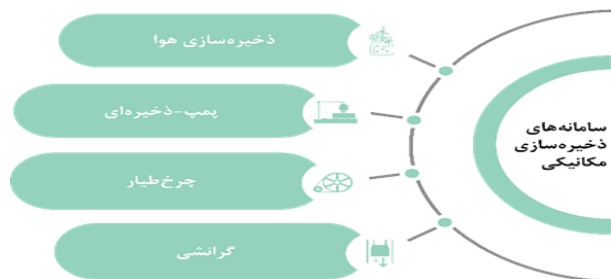 سامانه‌های
ذخیره‌سازی
مکانیکی
ذخیره‌سازی هوا
پمپ-ذخیره‌ای
چرخ‌طیار
گرانشی